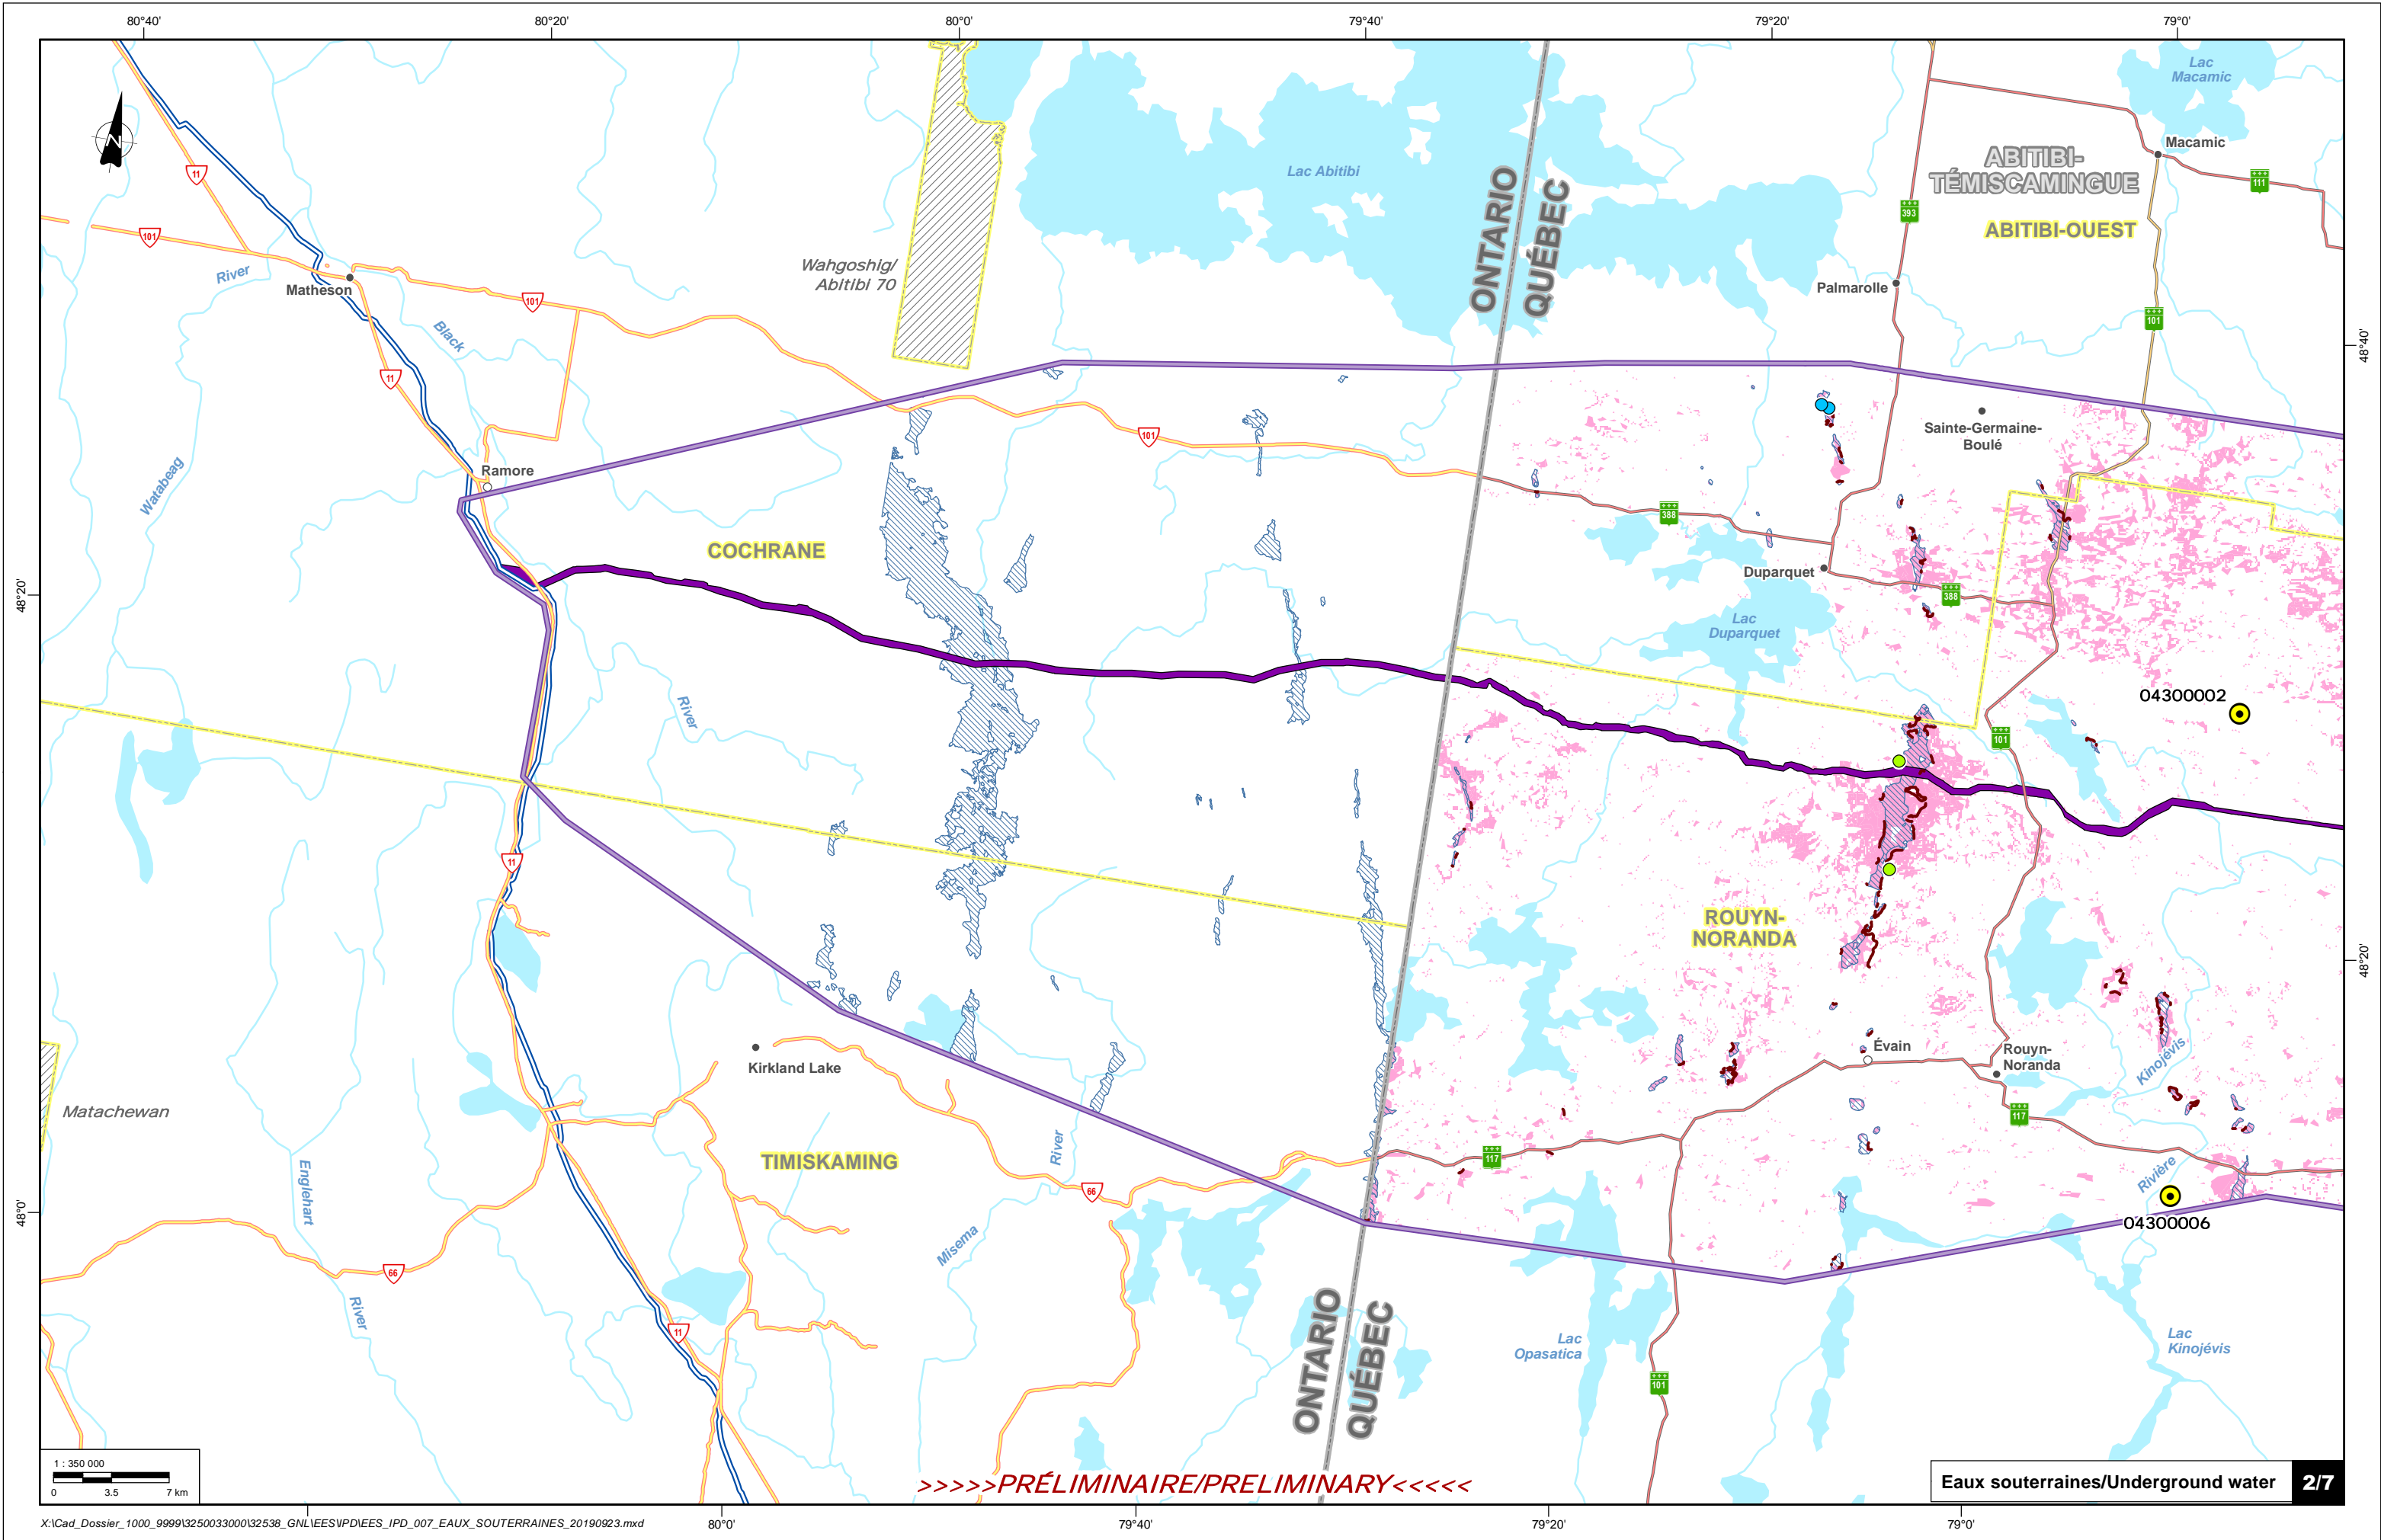 80°40' 80°20' 80°0' 79°40' 79°20' 79°0'
Lac
Macamic
N
Macamic
ABITIBI-
TÉMISCAMINGUE
11
Lac Abitibi
111
393
ABITIBI-OUEST
101
ONTARIO
QUÉBEC
River
Matheson
Wahgoshig/
Abitibi 70
Palmarolle
101
101
Black
48°40'
11
Sainte-Germaine-
Boulé
101
Ramore
Watabeag
388
COCHRANE
Duparquet
48°20'
388
Lac
Duparquet
River
04300002
101
11
ROUYN-
NORANDA
48°20'
Évain
Rouyn-
Noranda
Kinojévis
Kirkland Lake
Matachewan
117
River
117
TIMISKAMING
Englehart
66
Rivière
48°0'
04300006
Misema
66
River
ONTARIO
QUÉBEC
11
Lac
Opasatica
Lac
Kinojévis
101
1 : 350 000
0 3.5 7 km
>>>>>PRÉLIMINAIRE/PRELIMINARY<<<<<
Eaux souterraines/Underground water 2/7
X:\Cad_Dossier_1000_9999\3250033000\32538_GNL\EES\IPD\EES_IPD_007_EAUX_SOUTERRAINES_20190923.mxd
80°0' 79°40' 79°20' 79°0'